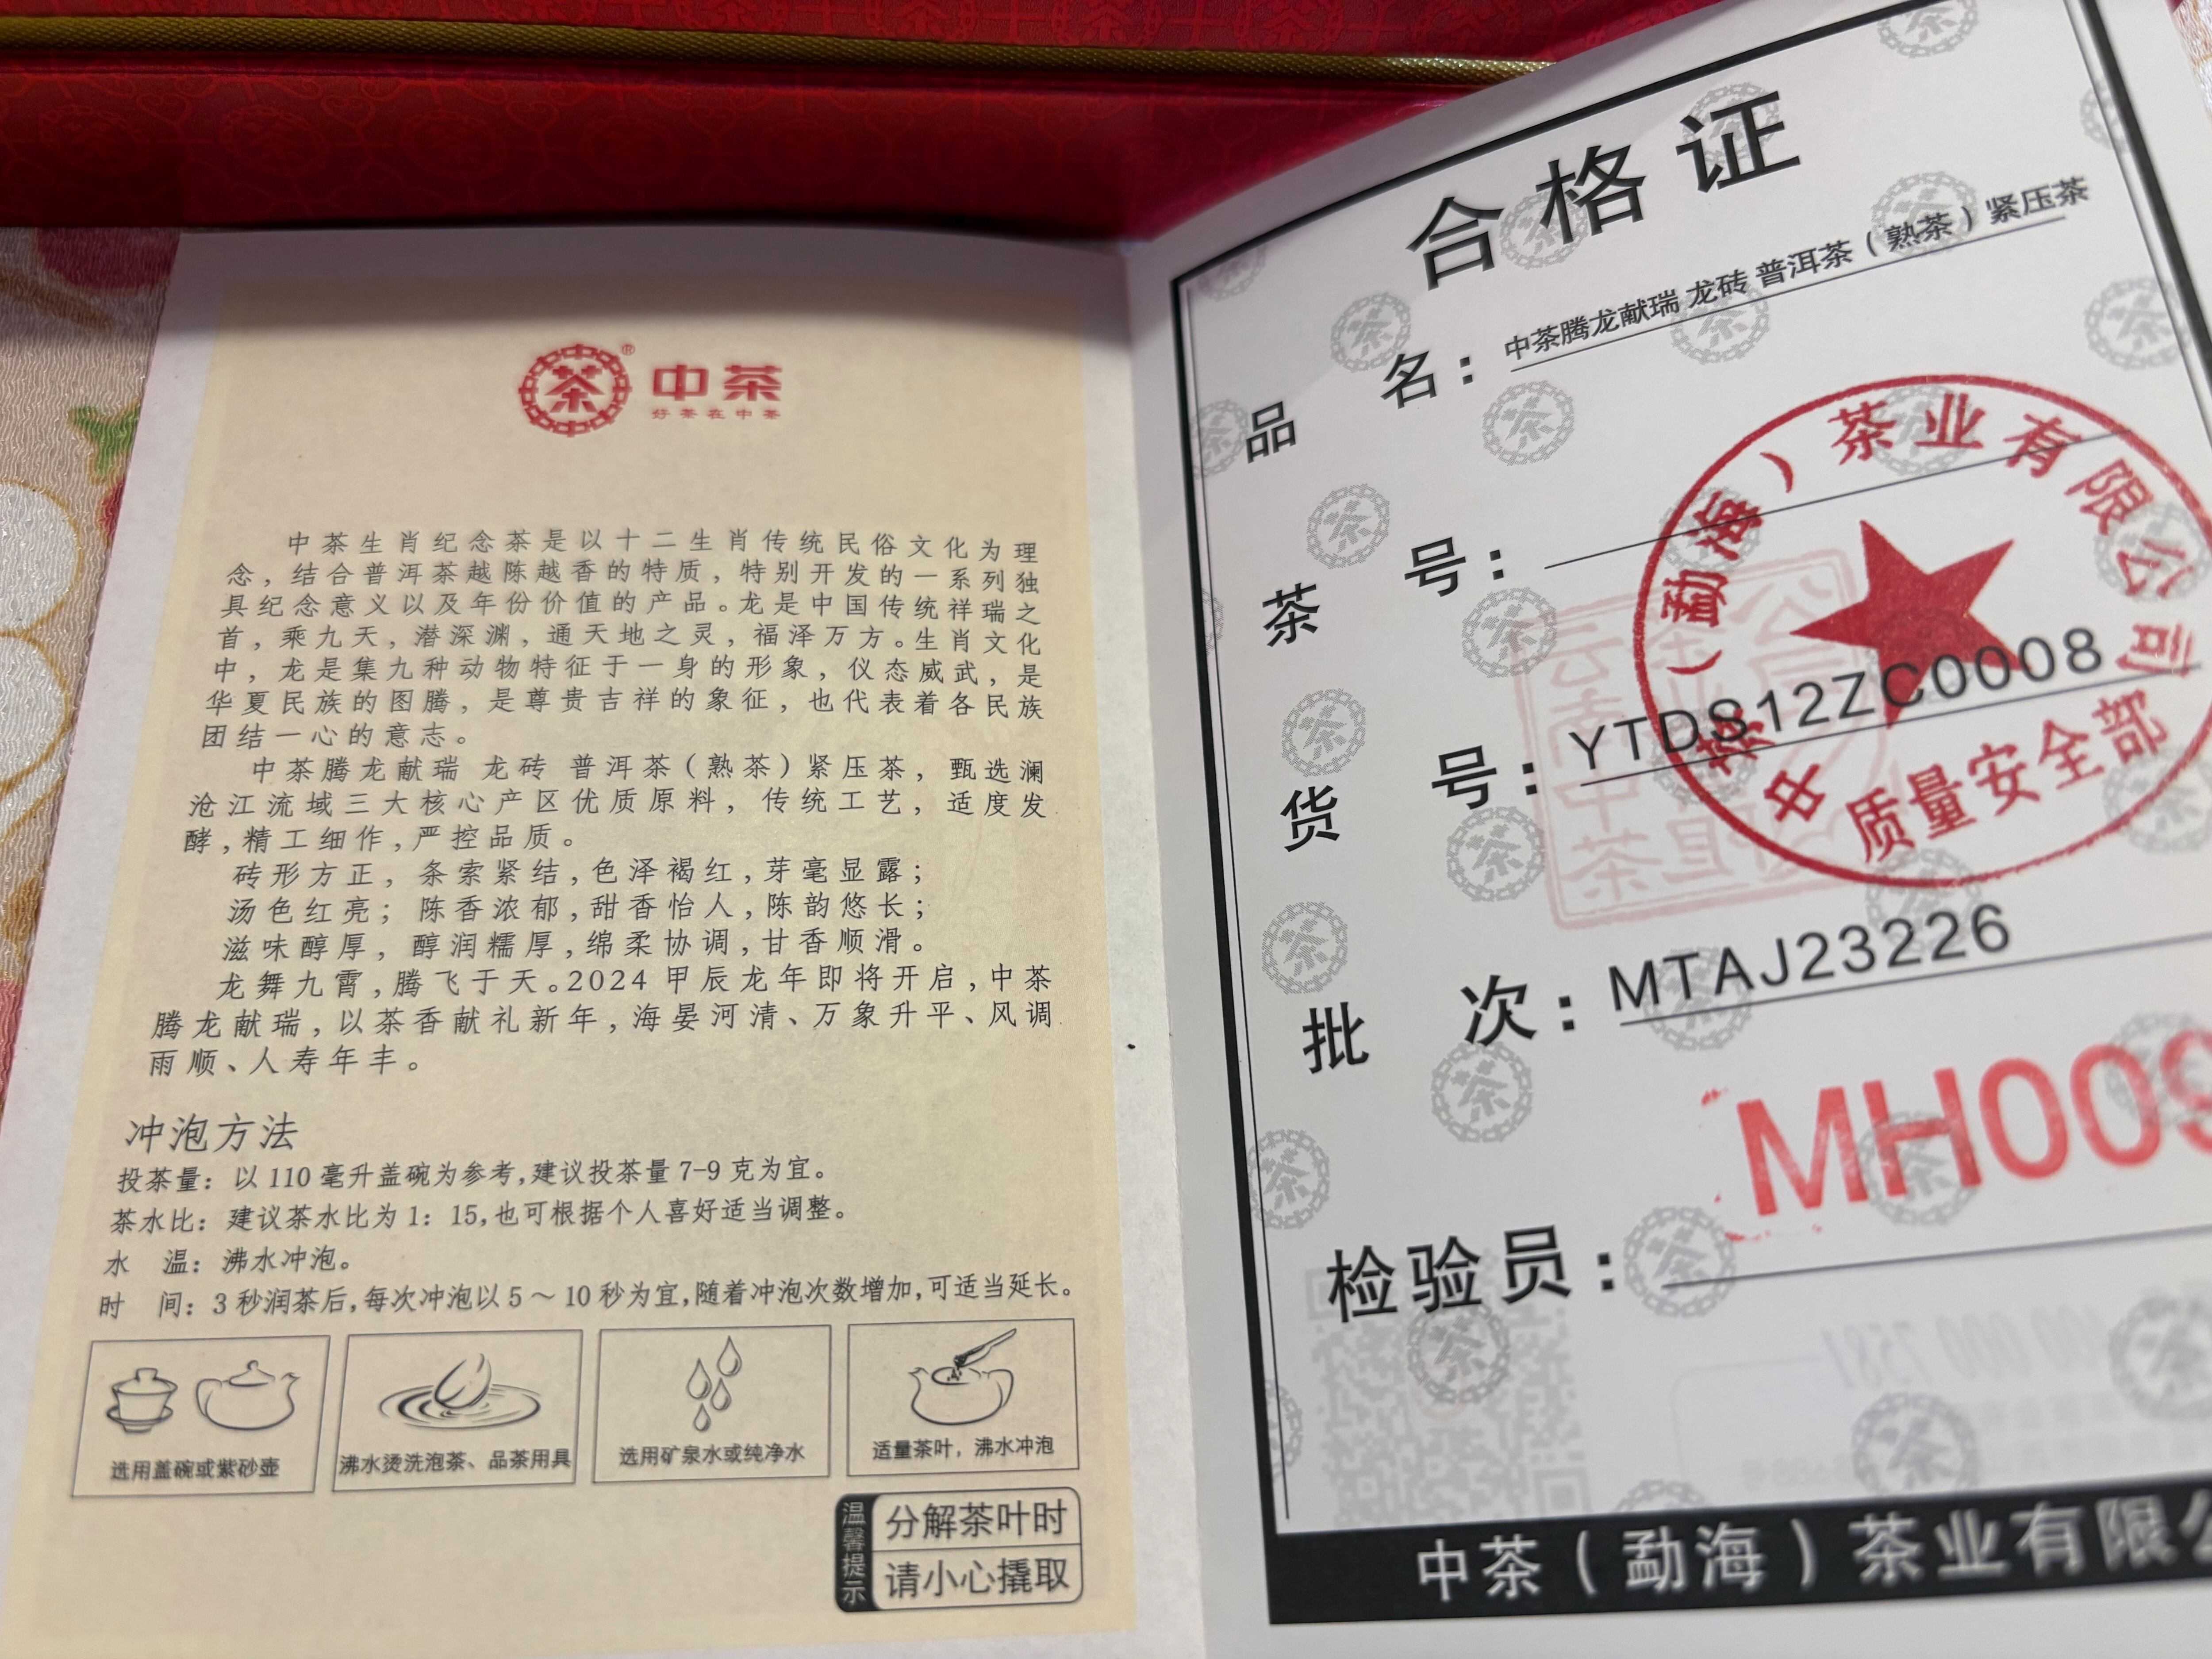 茶® 中茶
好茶在中茶
中茶生肖纪念茶是以十二生肖传统民俗文化为理
念，结合普洱茶越陈越香的特质，特别开发的一系列独
具纪念意义以及年份价值的产品。龙是中国传统祥瑞之
首，乘九天，潜深渊，通天地之灵，福泽万方。生肖文化
中，龙是集九种动物特征于一身的形象，仪态威武，是
华夏民族的图腾，是尊贵吉祥的象征，也代表着各民族
团结一心的意志。
中茶腾龙献瑞 龙砖 普洱茶（熟茶）紧压茶，甄选澜
沧江流域三大核心产区优质原料，传统工艺，适度发
酵，精工细作，严控品质。
砖形方正，条索紧结，色泽褐红，芽毫显露；
汤色红亮；陈香浓郁，甜香怡人，陈韵悠长；
滋味醇厚，醇润糯厚，绵柔协调，甘香顺滑。
龙舞九霄，腾飞于天。2024 甲辰龙年即将开启，中茶
腾龙献瑞，以茶香献礼新年，海晏河清、万象升平、风调
雨顺、人寿年丰。
冲泡方法
投茶量：以 110 毫升盖碗为参考，建议投茶量 7-9 克为宜。
茶水比：建议茶水比为 1：15，也可根据个人喜好适当调整。
水 温：沸水冲泡。
时 间：3 秒润茶后，每次冲泡以 5～10 秒为宜，随着冲泡次数增加，可适当延长。
选用盖碗或紫砂壶
沸水烫洗泡茶、品茶用具
选用矿泉水或纯净水
适量茶叶，沸水冲泡
温馨提示
分解茶叶时
请小心撬取
合格证
品 名：中茶腾龙献瑞 龙砖 普洱茶（熟茶）紧压茶
茶 号：
货 号：YTDS12ZC0008
批 次：MTAJ23226
检验员：MH009
中茶（勐海）茶业有限公司
质量安全部
中茶（勐海）茶业有限公